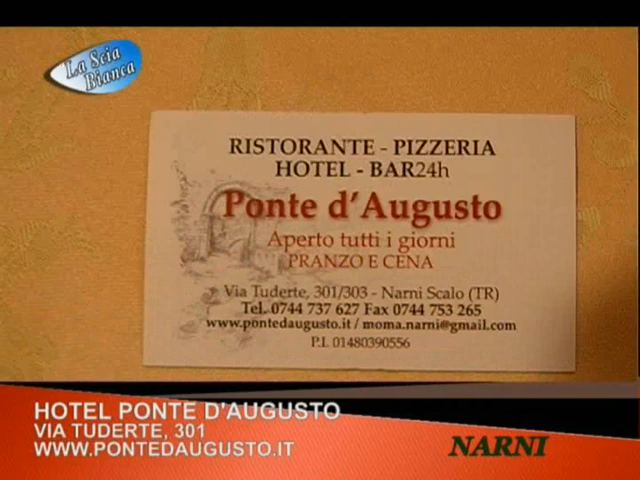 La Scia
Bianca
RISTORANTE - PIZZERIA
HOTEL - BAR24h
Ponte d'Augusto
Aperto tutti i giorni
PRANZO E CENA
Via Tuderte, 301/303 - Narni Scalo (TR)
Tel. 0744 737 627 Fax 0744 753 265
www.pontedaugusto.it / moma.narni@gmail.com
P.I. 01480390556
HOTEL PONTE D'AUGUSTO
VIA TUDERTE, 301
WWW.PONTEDAUGUSTO.IT
NARNI